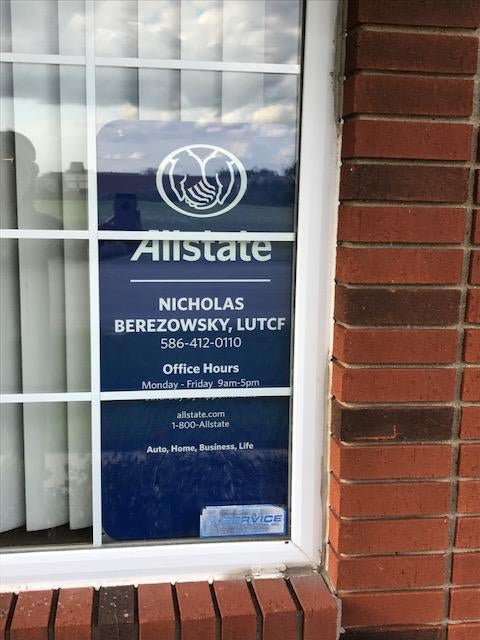 Allstate
NICHOLAS
BEREZOWSKY, LUTCF
586-412-0110
Office Hours
Monday - Friday 9am-5pm
allstate.com
1-800-Allstate
Auto, Home, Business, Life
SERVICE